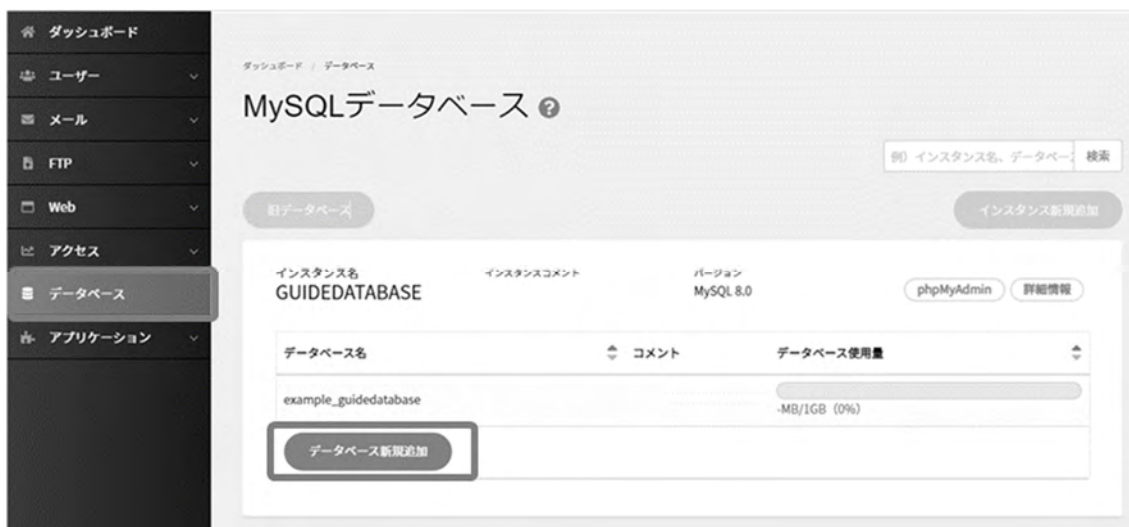 ダッシュボード
ユーザー
メール
FTP
Web
アクセス
データベース
アプリケーション
ダッシュボード / データベース
MySQLデータベース ?
例）インスタンス名、データベー 検索
旧データベース インスタンス新規追加
インスタンス名 インスタンスコメント バージョン
GUIDEDATABASE MySQL 8.0 phpMyAdmin 詳細情報
データベース名 コメント データベース使用量
example_guidedatabase
-MB/1GB（0%）
データベース新規追加